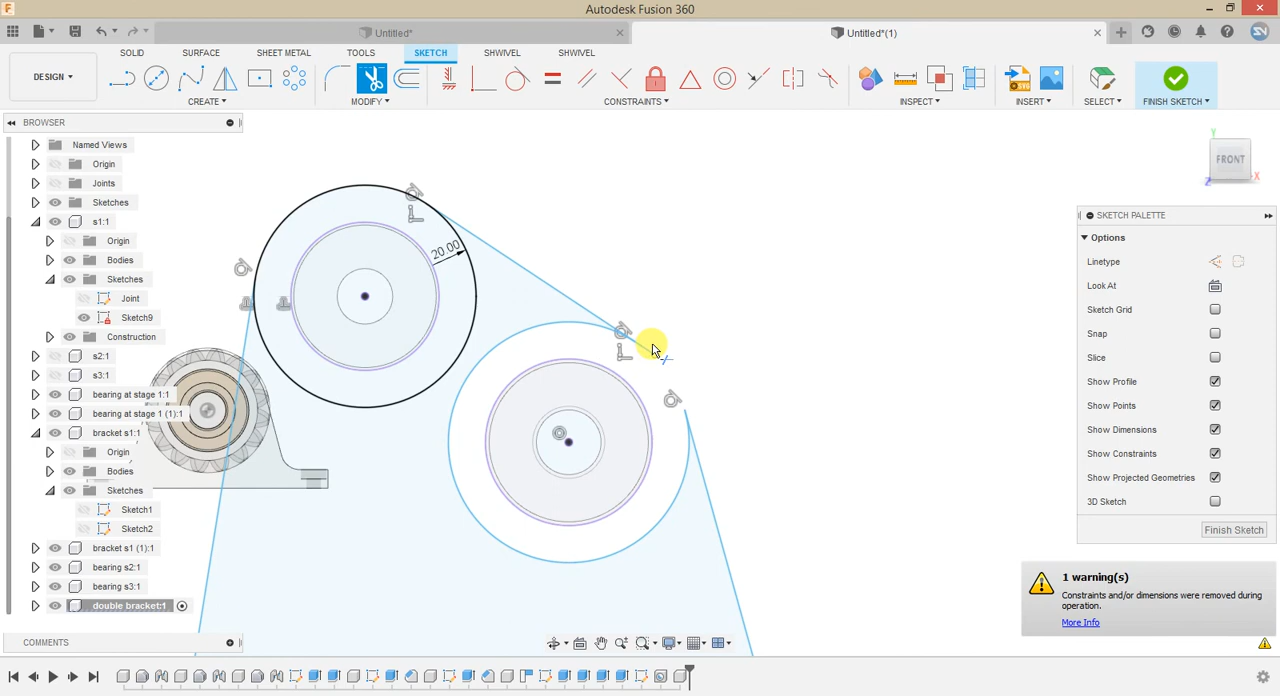 Autodesk Fusion 360
Untitled*
Untitled*(1)
DESIGN
SOLID
SURFACE
SHEET METAL
TOOLS
SKETCH
SHWIVEL
SHWIVEL
CREATE
MODIFY
CONSTRAINTS
INSPECT
INSERT
SELECT
FINISH SKETCH
BROWSER
Named Views
Origin
Joints
Sketches
s1:1
Origin
Bodies
Sketches
Joint
Sketch9
Construction
s2:1
s3:1
bearing at stage 1:1
bearing at stage 1 (1):1
bracket s1:1
Origin
Bodies
Sketches
Sketch1
Sketch2
bracket s1 (1):1
bearing s2:1
bearing s3:1
double bracket:1
20.00
Y
FRONT
X
Z
SKETCH PALETTE
Options
Linetype
Look At
Sketch Grid
Snap
Slice
Show Profile
Show Points
Show Dimensions
Show Constraints
Show Projected Geometries
3D Sketch
Finish Sketch
1 warning(s)
Constraints and/or dimensions were removed during
operation.
More Info
COMMENTS